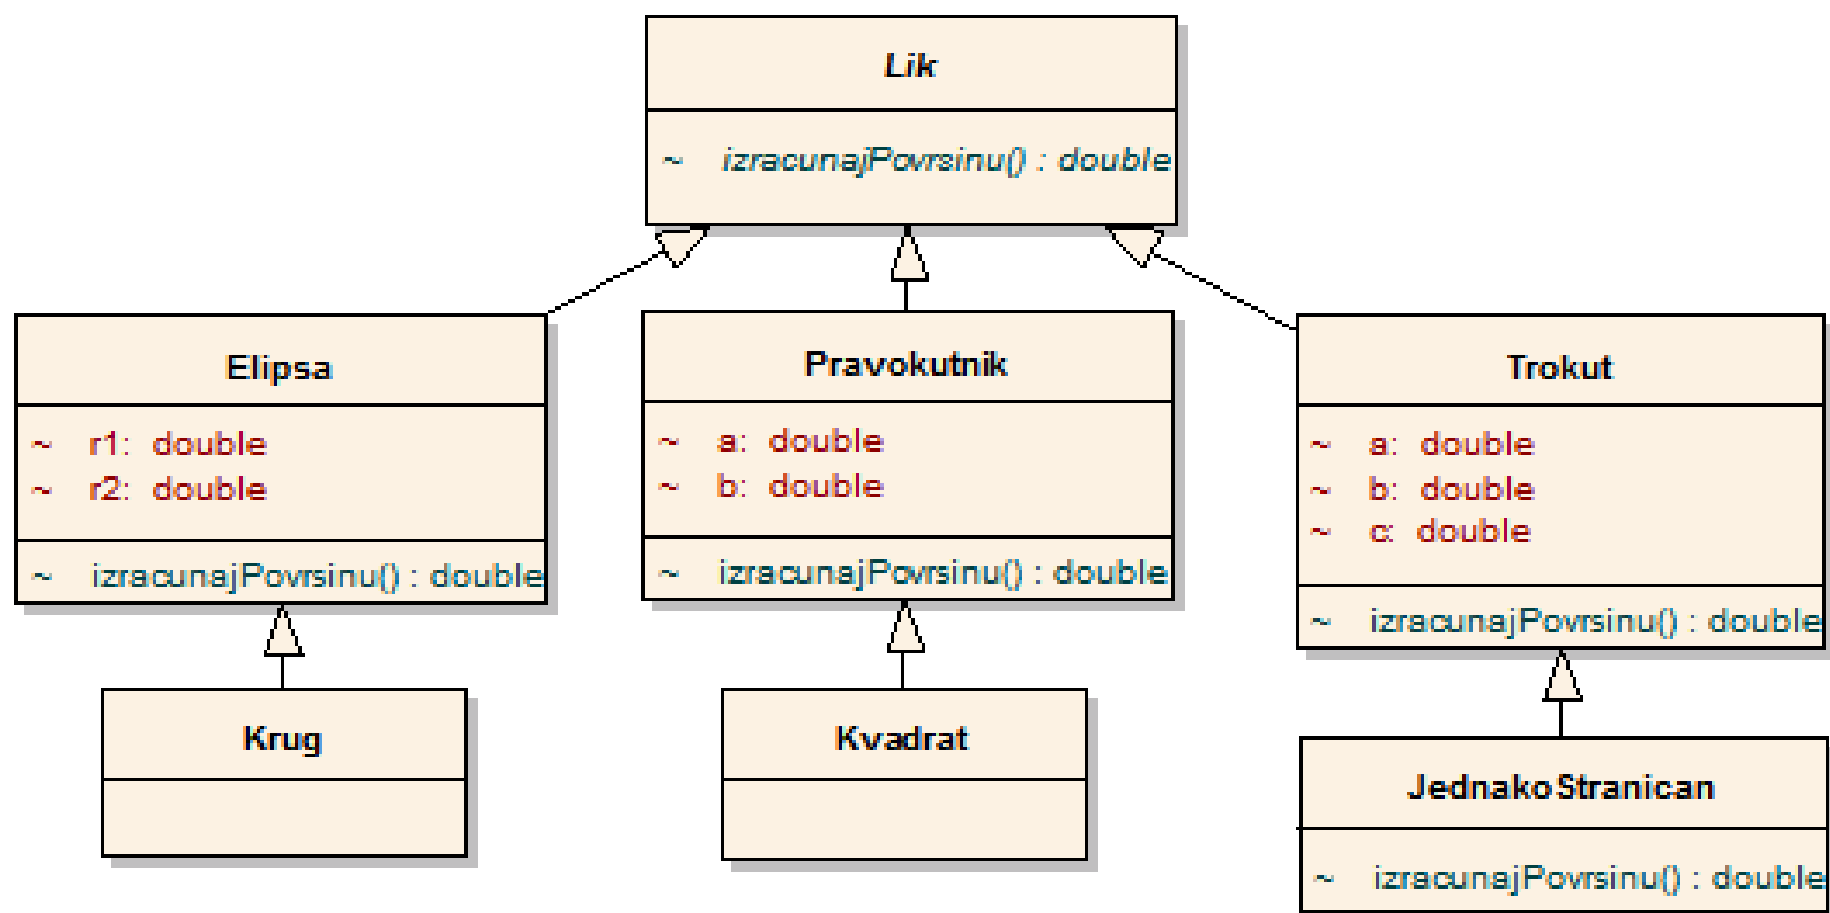 Lik
~ izracunajPovrsinu() : double
Elipsa
~ r1: double
~ r2: double
~ izracunajPovrsinu() : double
Pravokutnik
~ a: double
~ b: double
~ izracunajPovrsinu() : double
Trokut
~ a: double
~ b: double
~ c: double
~ izracunajPovrsinu() : double
Krug
Kvadrat
JednakoStranican
~ izracunajPovrsinu() : double